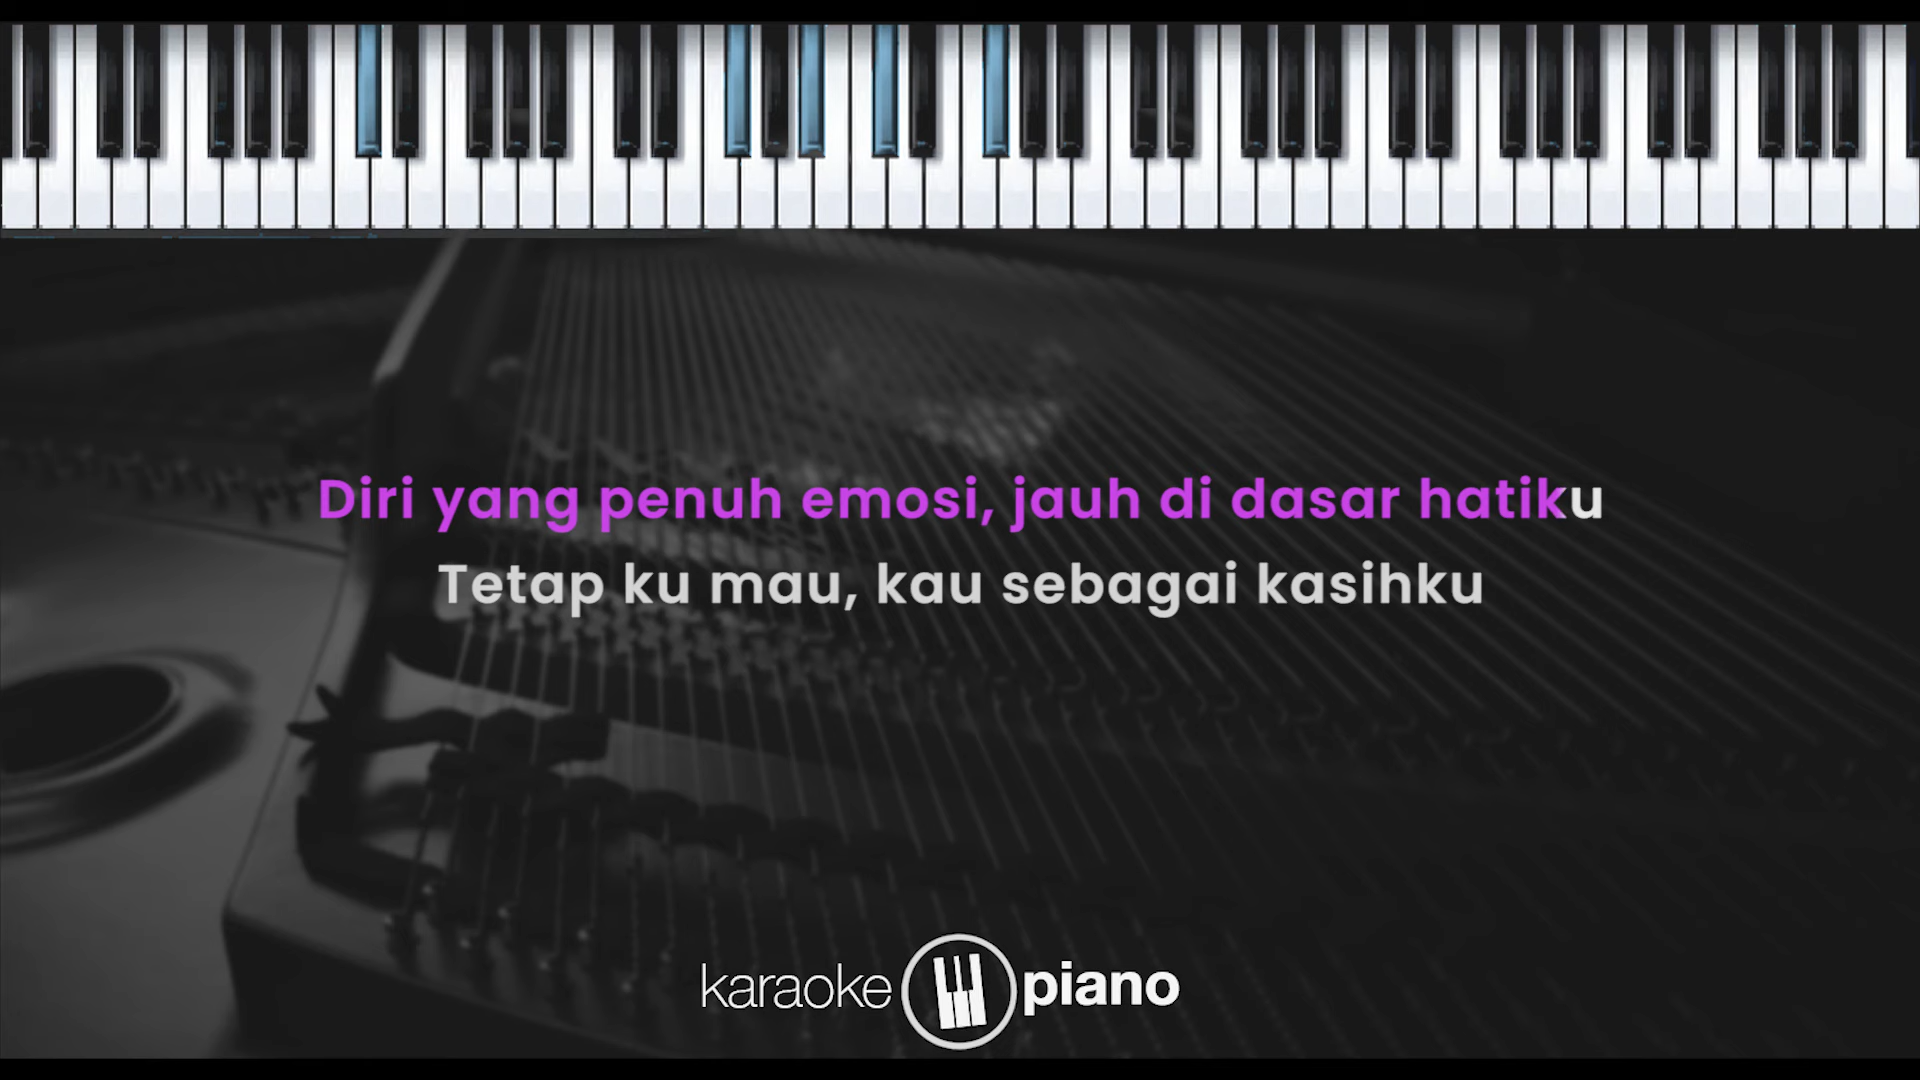 Diri yang penuh emosi, jauh di dasar hatiku
Tetap ku mau, kau sebagai kasihku
karaoke piano